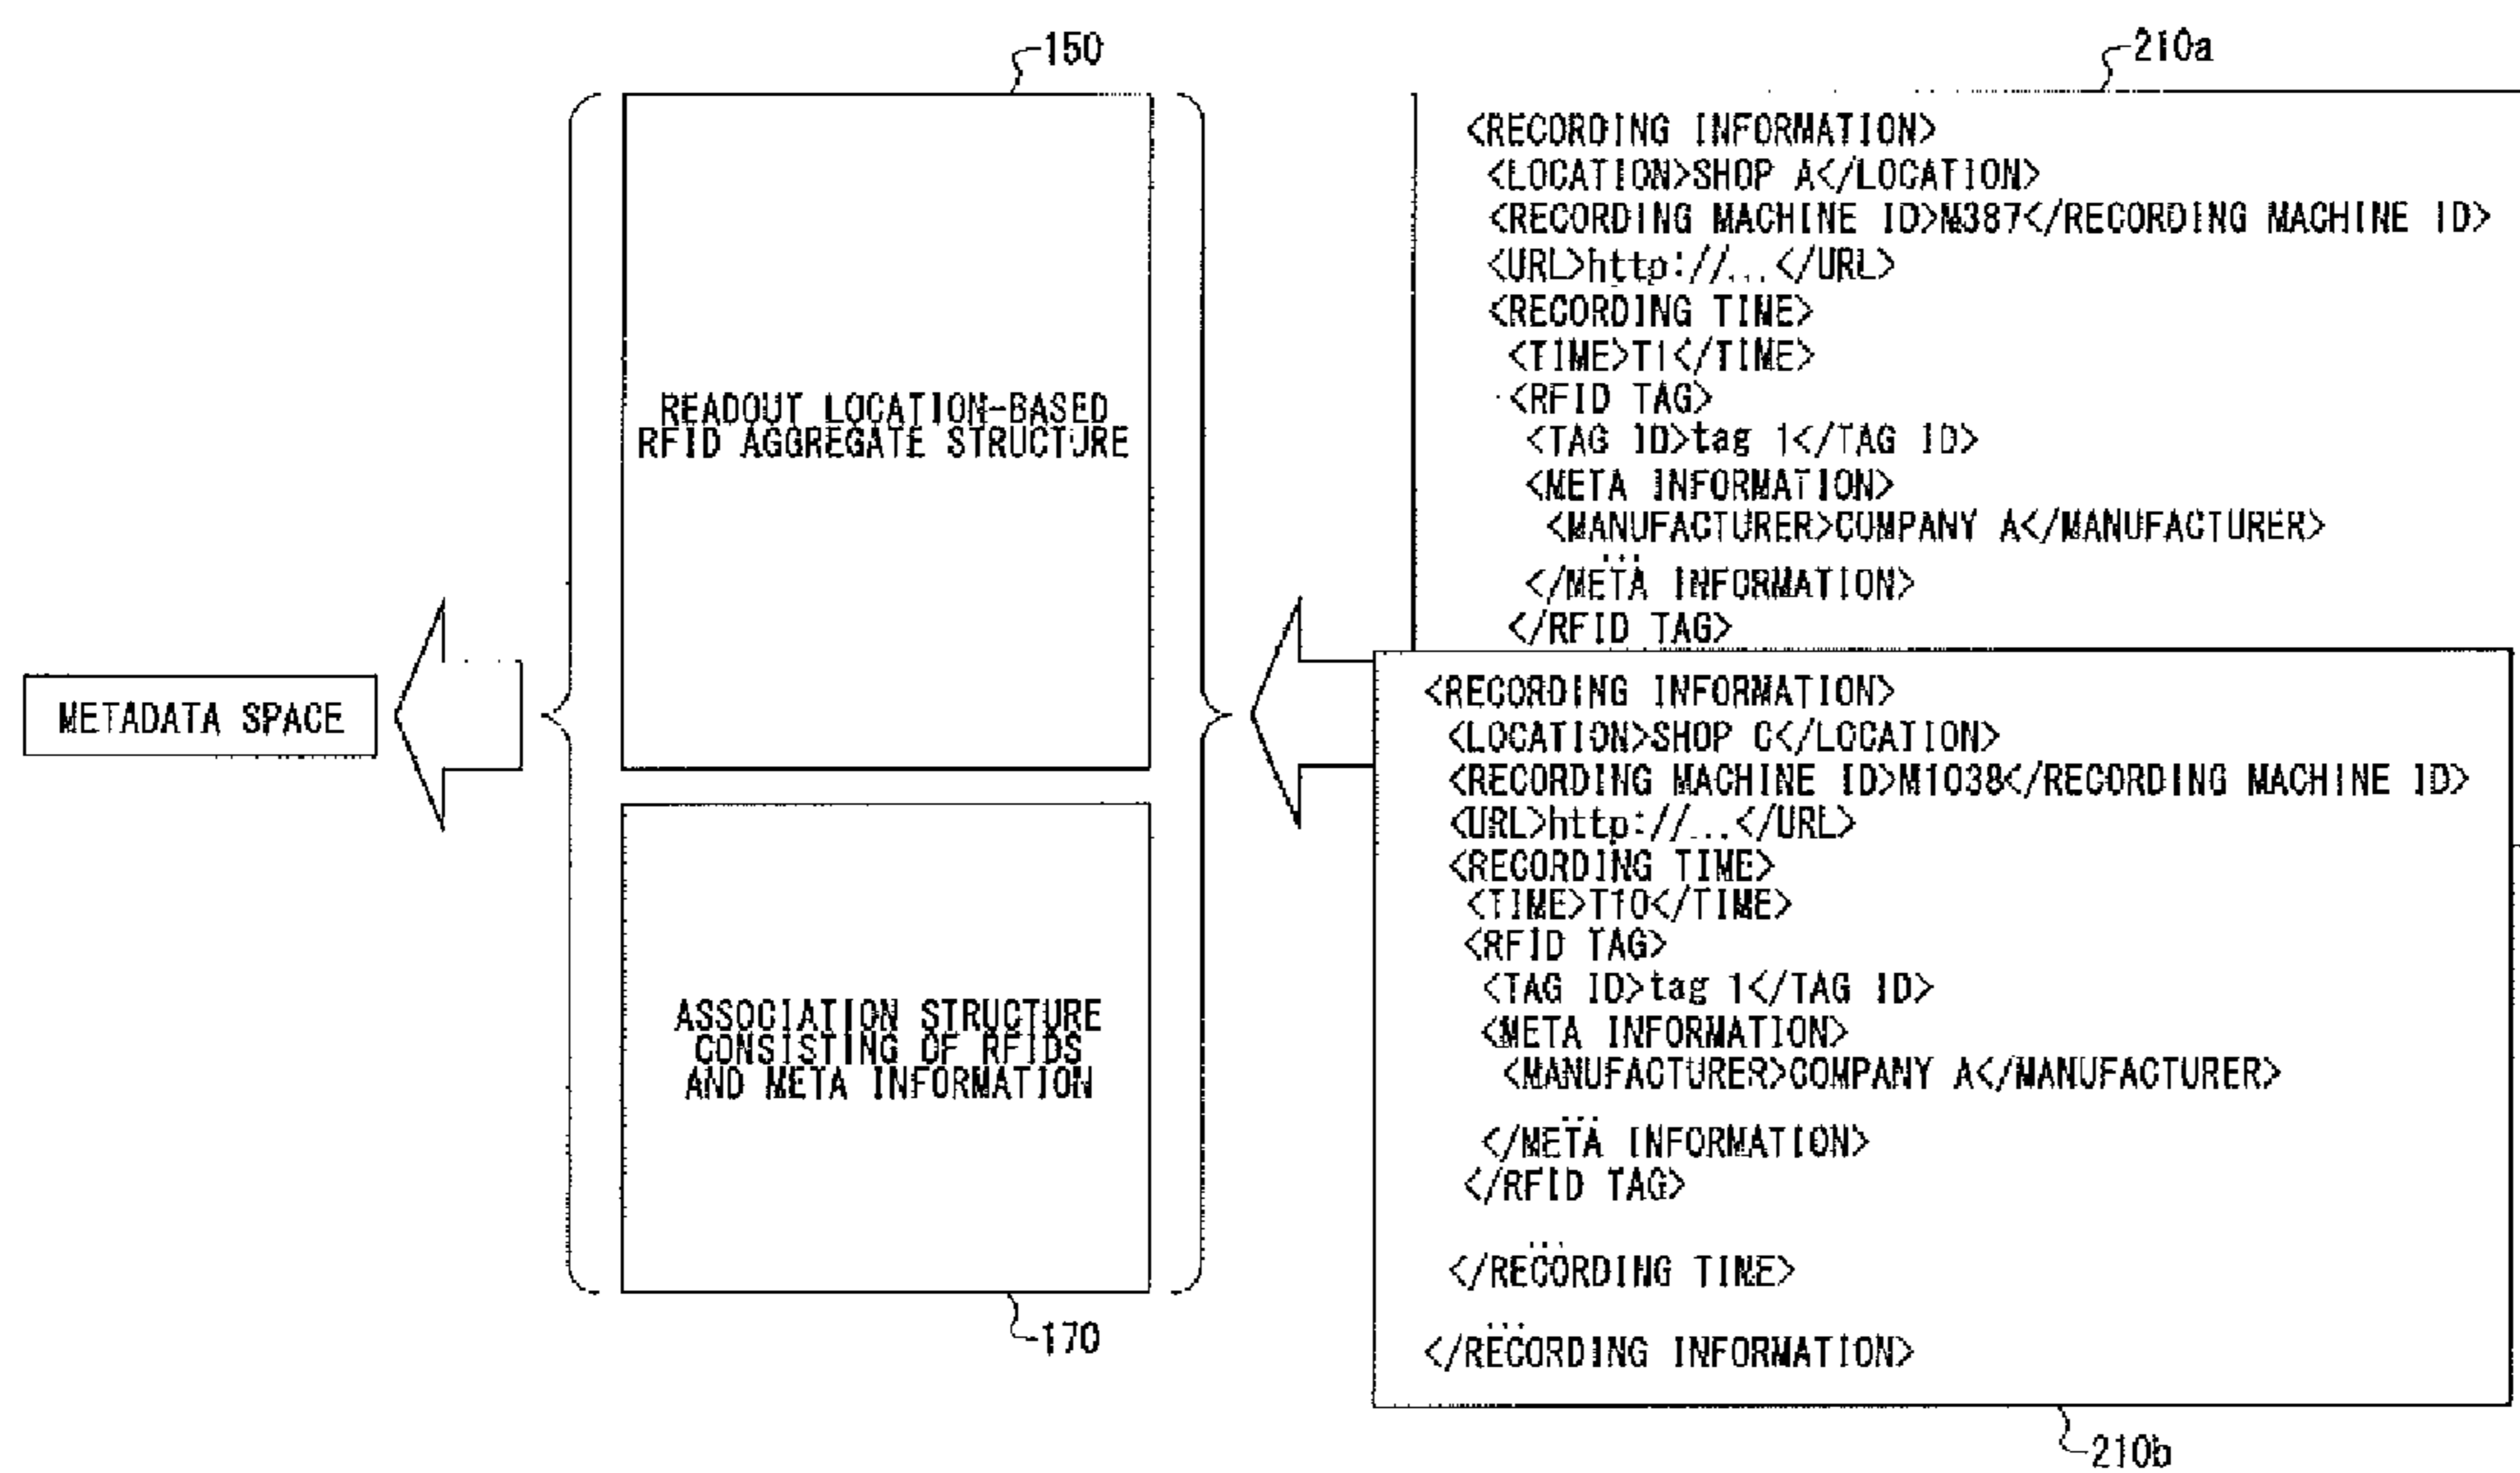 150
210a
<RECORDING INFORMATION>
<LOCATION>SHOP A</LOCATION>
<RECORDING MACHINE ID>M387</RECORDING MACHINE ID>
<URL>http://...</URL>
<RECORDING TIME>
<TIME>T1</TIME>
<RFID TAG>
<TAG ID>tag 1</TAG ID>
<META INFORMATION>
<MANUFACTURER>COMPANY A</MANUFACTURER>
...
</META INFORMATION>
</RFID TAG>
READOUT LOCATION-BASED
RFID AGGREGATE STRUCTURE
METADATA SPACE
ASSOCIATION STRUCTURE
CONSISTING OF RFIDS
AND META INFORMATION
170
<RECORDING INFORMATION>
<LOCATION>SHOP C</LOCATION>
<RECORDING MACHINE ID>M1038</RECORDING MACHINE ID>
<URL>http://...</URL>
<RECORDING TIME>
<TIME>T10</TIME>
<RFID TAG>
<TAG ID>tag 1</TAG ID>
<META INFORMATION>
<MANUFACTURER>COMPANY A</MANUFACTURER>
...
</META INFORMATION>
</RFID TAG>
...
</RECORDING TIME>
...
</RECORDING INFORMATION>
210b